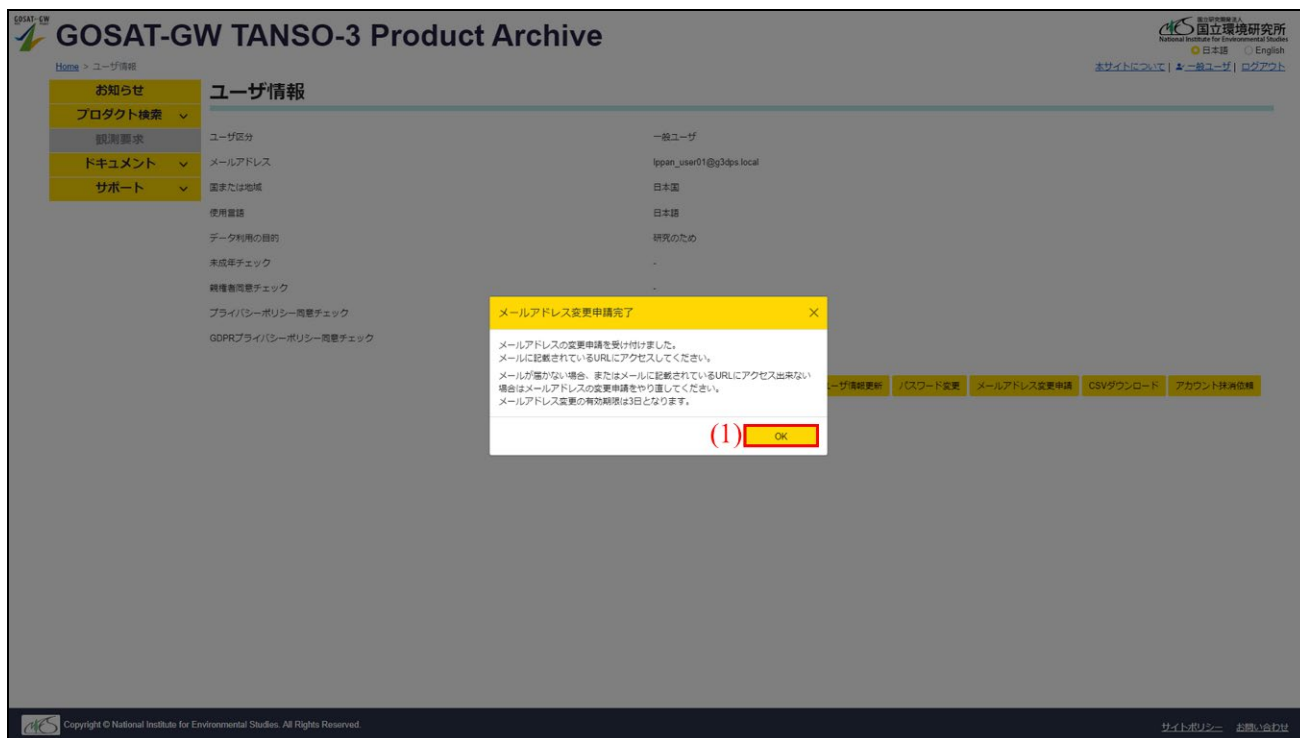 GOSAT-GW
GOSAT-GW TANSO-3 Product Archive
国立研究開発法人
国立環境研究所
National Institute for Environmental Studies
日本語 English
Home > ユーザ情報
本サイトについて | 一般ユーザ | ログアウト
お知らせ
プロダクト検索
観測要求
ドキュメント
サポート
ユーザ情報
ユーザ区分 一般ユーザ
メールアドレス Ippan_user01@g3dps.local
国または地域 日本国
使用言語 日本語
データ利用の目的 研究のため
未成年チェック -
親権者同意チェック -
プライバシーポリシー同意チェック
GDPRプライバシーポリシー同意チェック
メールアドレス変更申請完了
メールアドレスの変更申請を受け付けました。
メールに記載されているURLにアクセスしてください。
メールが届かない場合、またはメールに記載されているURLにアクセス出来ない
場合はメールアドレスの変更申請をやり直してください。
メールアドレス変更の有効期限は3日となります。
(1) OK
ーザ情報更新 パスワード変更 メールアドレス変更申請 CSVダウンロード アカウント抹消依頼
NIES Copyright © National Institute for Environmental Studies. All Rights Reserved.
サイトポリシー お問い合わせ